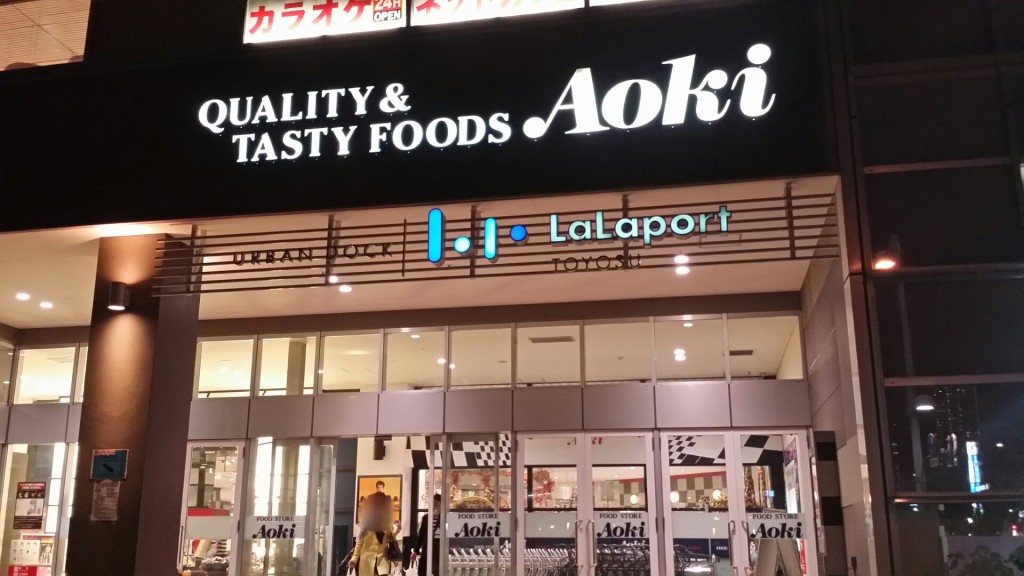 カラオケ 24H OPEN
QUALITY &
TASTY FOODS Aoki
URBAN DOCK LaLaport
TOYOSU
FOOD STORE
Aoki
FOOD STORE
Aoki
FOOD STORE
Aoki
FOOD STORE
Aoki